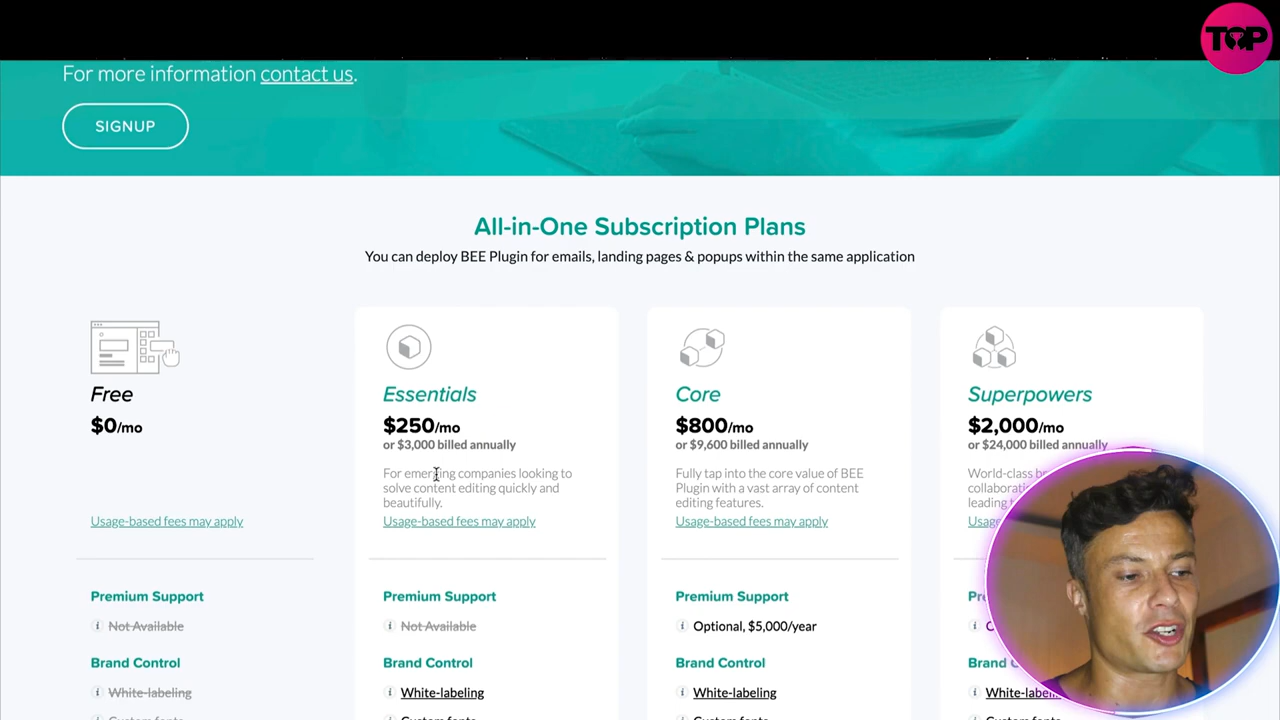 TOP
For more information contact us.
SIGNUP
All-in-One Subscription Plans
You can deploy BEE Plugin for emails, landing pages & popups within the same application
Free
$0/mo
Usage-based fees may apply
Premium Support
Not Available
Brand Control
White-labeling
Custom fonts
Essentials
$250/mo
or $3,000 billed annually
For emerging companies looking to
solve content editing quickly and
beautifully.
Usage-based fees may apply
Premium Support
Not Available
Brand Control
White-labeling
Custom fonts
Core
$800/mo
or $9,600 billed annually
Fully tap into the core value of BEE
Plugin with a vast array of content
editing features.
Usage-based fees may apply
Premium Support
Optional, $5,000/year
Brand Control
White-labeling
Custom fonts
Superpowers
$2,000/mo
or $24,000 billed annually
World-class
leading
Brand